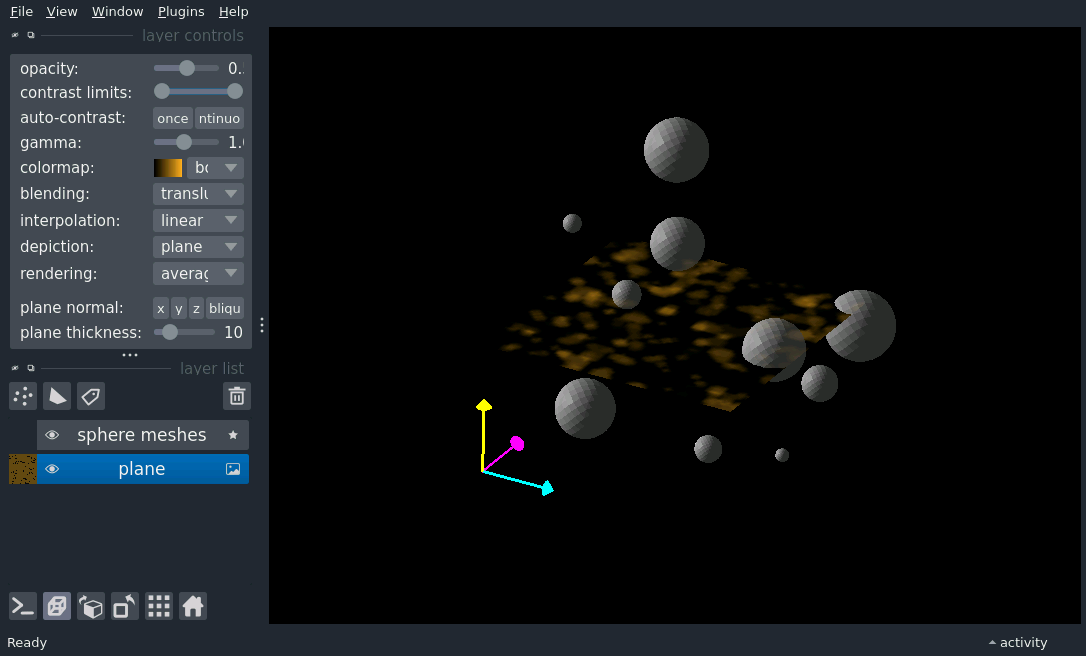 File View Window Plugins Help
layer controls
opacity: 0.
contrast limits:
auto-contrast: once ntinuo
gamma: 1.
colormap: bo
blending: translu
interpolation: linear
depiction: plane
rendering: averag
plane normal: x y z bliqu
plane thickness: 10
layer list
sphere meshes
plane
Ready
activity